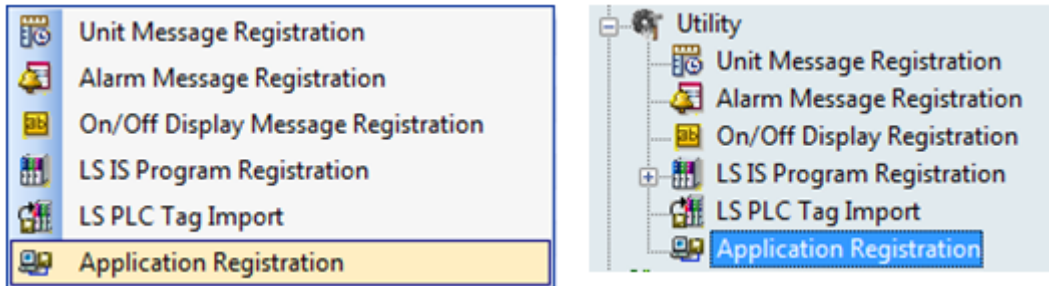 Unit Message Registration
Alarm Message Registration
On/Off Display Message Registration
LS IS Program Registration
LS PLC Tag Import
Application Registration
Utility
Unit Message Registration
Alarm Message Registration
On/Off Display Registration
LS IS Program Registration
LS PLC Tag Import
Application Registration